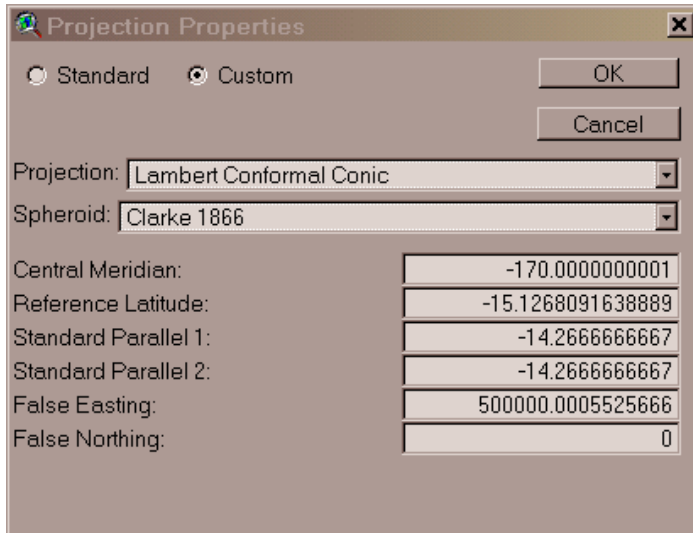 Projection Properties
Standard Custom OK
Cancel
Projection: Lambert Conformal Conic
Spheroid: Clarke 1866
Central Meridian: -170.0000000001
Reference Latitude: -15.1268091638889
Standard Parallel 1: -14.2666666667
Standard Parallel 2: -14.2666666667
False Easting: 500000.0005525666
False Northing: 0